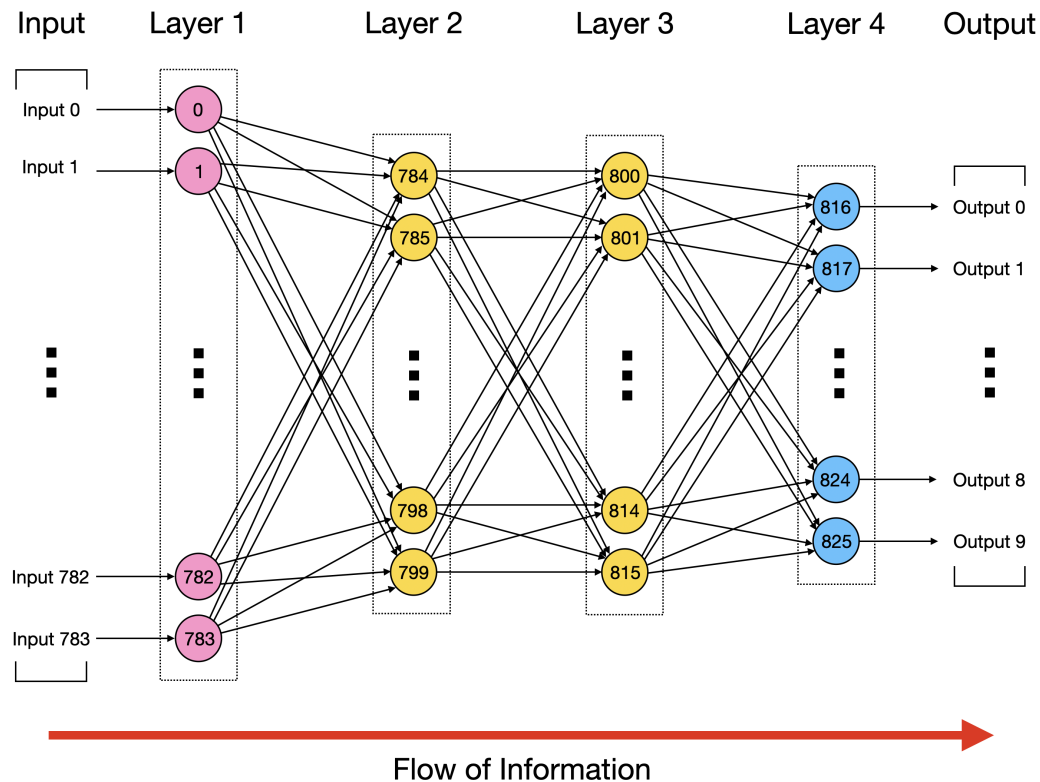 Input Layer 1 Layer 2 Layer 3 Layer 4 Output
Input 0
Input 1
Input 782
Input 783
0
1
782
783
784
785
798
799
800
801
814
815
816
817
824
825
Output 0
Output 1
Output 8
Output 9
Flow of Information